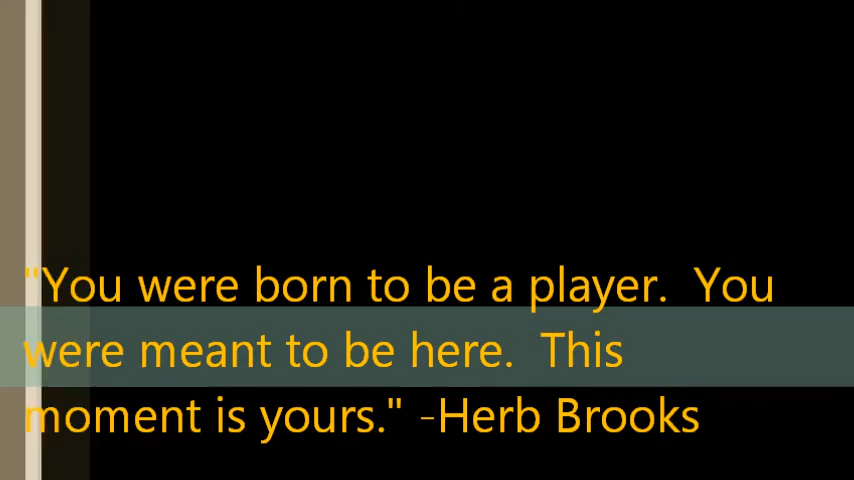 "You were born to be a player.  You
were meant to be here.  This
moment is yours." -Herb Brooks